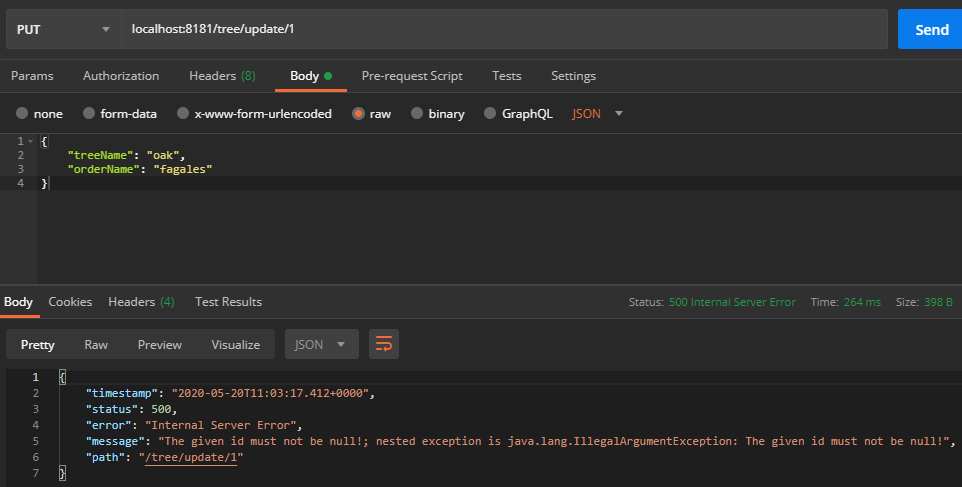 PUT localhost:8181/tree/update/1 Send
Params Authorization Headers (8) Body Pre-request Script Tests Settings
none form-data x-www-form-urlencoded raw binary GraphQL JSON
1 {
2 "treeName": "oak",
3 "orderName": "fagales"
4 }
Body Cookies Headers (4) Test Results Status: 500 Internal Server Error Time: 264 ms Size: 398 B
Pretty Raw Preview Visualize JSON
1 {
2 "timestamp": "2020-05-20T11:03:17.412+0000",
3 "status": 500,
4 "error": "Internal Server Error",
5 "message": "The given id must not be null!; nested exception is java.lang.IllegalArgumentException: The given id must not be null!",
6 "path": "/tree/update/1"
7 }